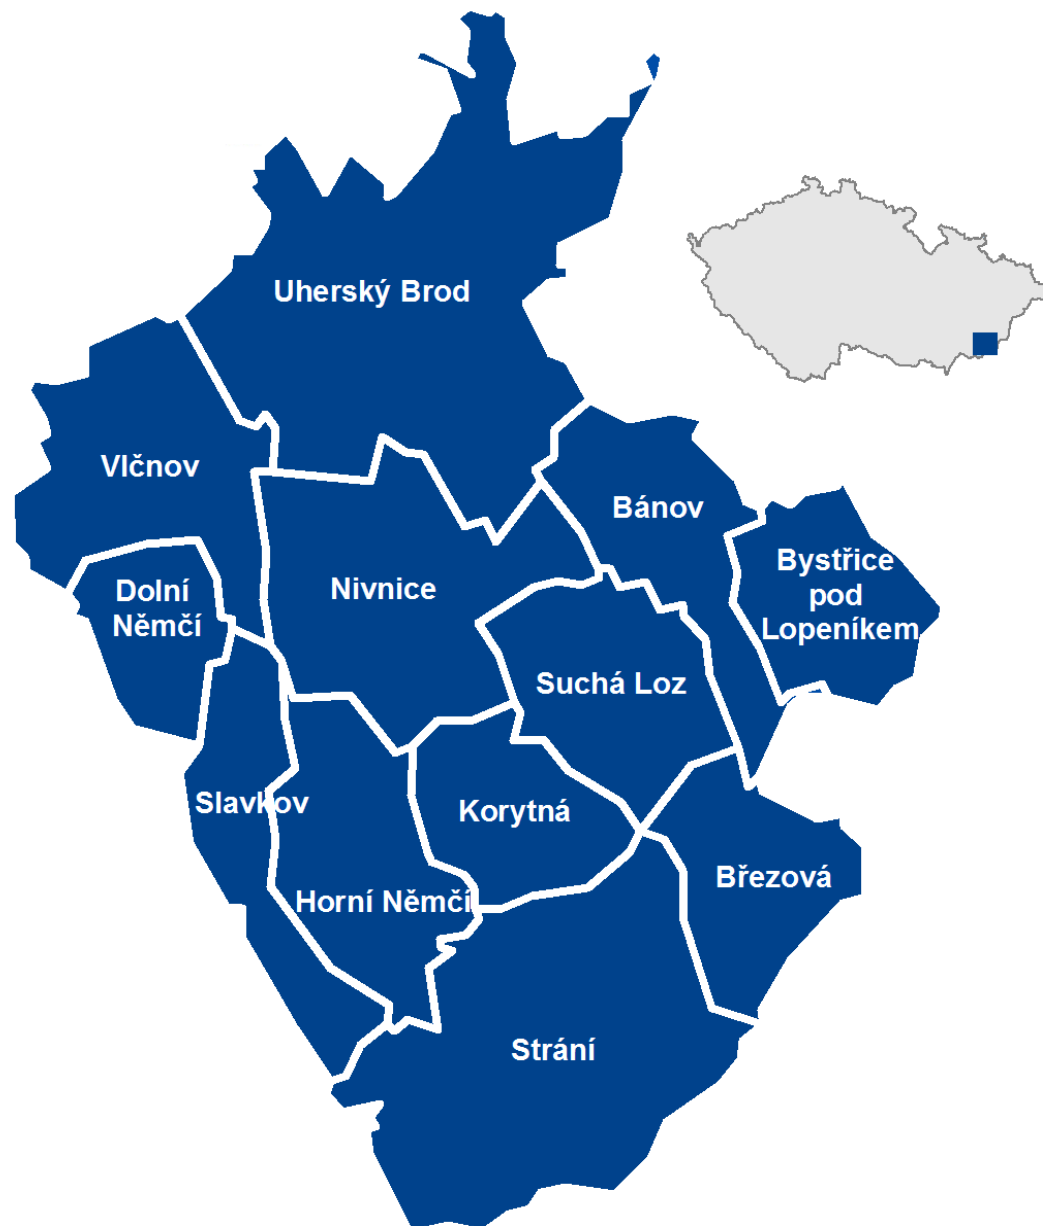 Uherský Brod
Vlčnov
Bánov
Bystřice
pod
Lopeníkem
Dolní
Němčí
Nivnice
Suchá Loz
Slavkov
Korytná
Březová
Horní Němčí
Strání